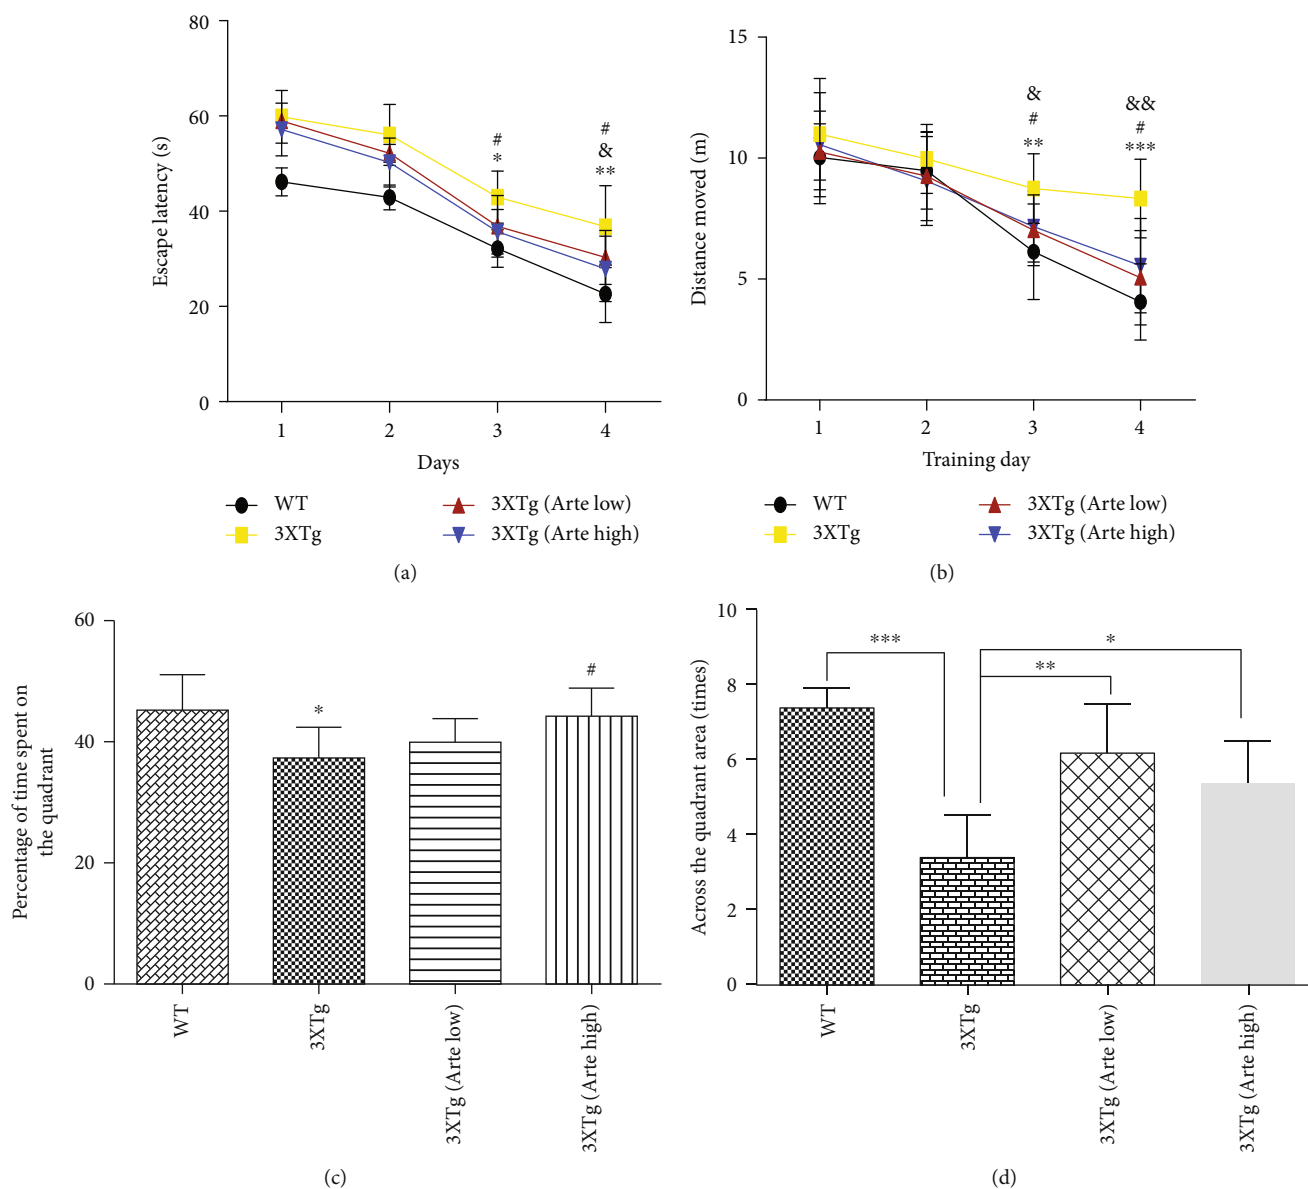 80
60
40
20
0
Escape latency (s)
#
*
#
&
**
1 2 3 4
Days
WT
3XTg
3XTg (Arte low)
3XTg (Arte high)
(a)
15
10
5
0
Distance moved (m)
&
#
**
&&
#
***
1 2 3 4
Training day
WT
3XTg
3XTg (Arte low)
3XTg (Arte high)
(b)
60
40
20
0
Percentage of time spent on
the quadrant
*
#
WT
3XTg
3XTg (Arte low)
3XTg (Arte high)
(c)
10
8
6
4
2
0
Across the quadrant area (times)
***
**
*
WT
3XTg
3XTg (Arte low)
3XTg (Arte high)
(d)